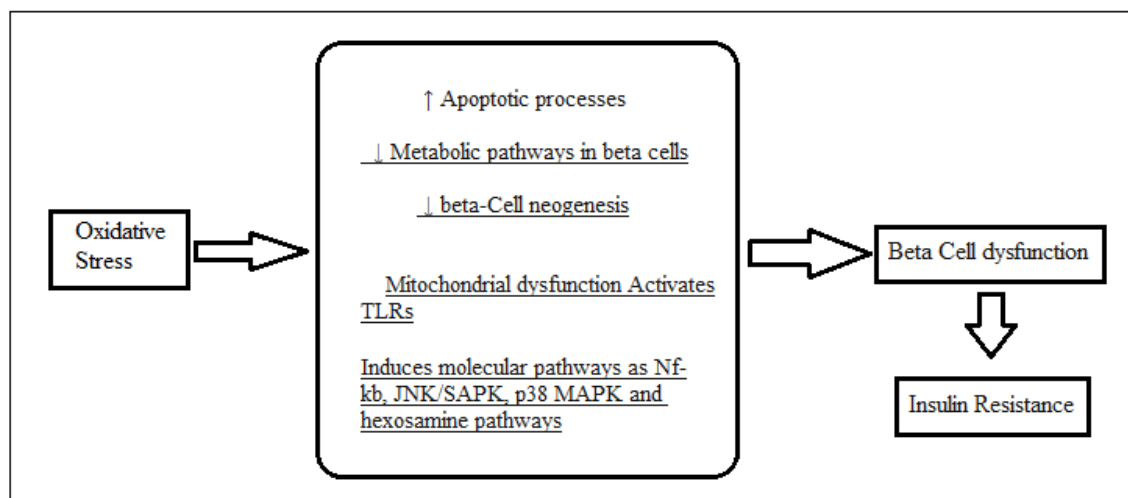 Oxidative
Stress
↑ Apoptotic processes
↓ Metabolic pathways in beta cells
↓ beta-Cell neogenesis
Mitochondrial dysfunction Activates
TLRs
Induces molecular pathways as Nf-
kb, JNK/SAPK, p38 MAPK and
hexosamine pathways
Beta Cell dysfunction
Insulin Resistance